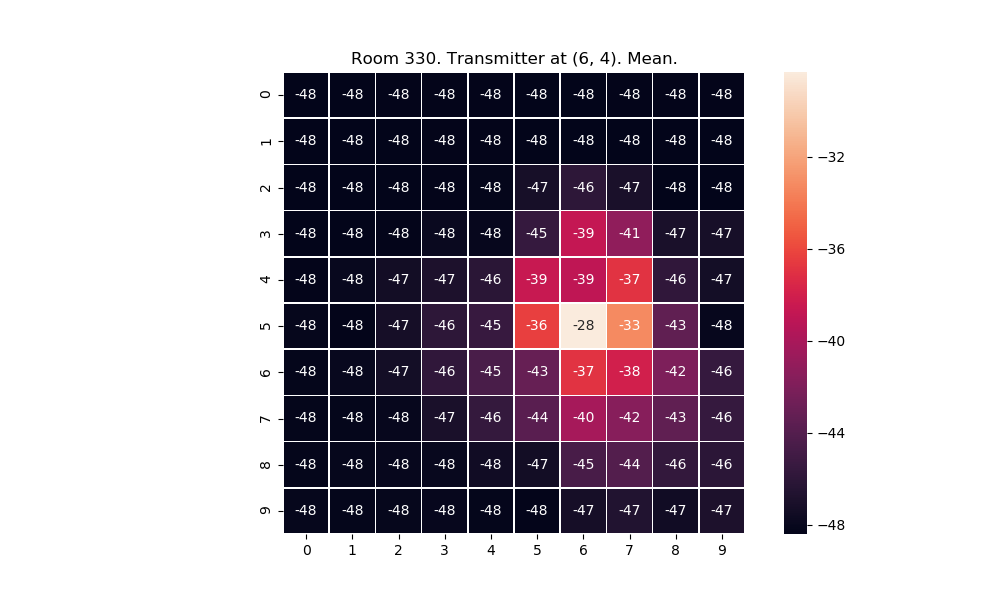 Room 330. Transmitter at (6, 4). Mean.
0 -48 -48 -48 -48 -48 -48 -48 -48 -48 -48
1 -48 -48 -48 -48 -48 -48 -48 -48 -48 -48
2 -48 -48 -48 -48 -48 -47 -46 -47 -48 -48
3 -48 -48 -48 -48 -48 -45 -39 -41 -47 -47
4 -48 -48 -47 -47 -46 -39 -39 -37 -46 -47
5 -48 -48 -47 -46 -45 -36 -28 -33 -43 -48
6 -48 -48 -47 -46 -45 -43 -37 -38 -42 -46
7 -48 -48 -48 -47 -46 -44 -40 -42 -43 -46
8 -48 -48 -48 -48 -48 -47 -45 -44 -46 -46
9 -48 -48 -48 -48 -48 -48 -47 -47 -47 -47
0 1 2 3 4 5 6 7 8 9
−32
−36
−40
−44
−48